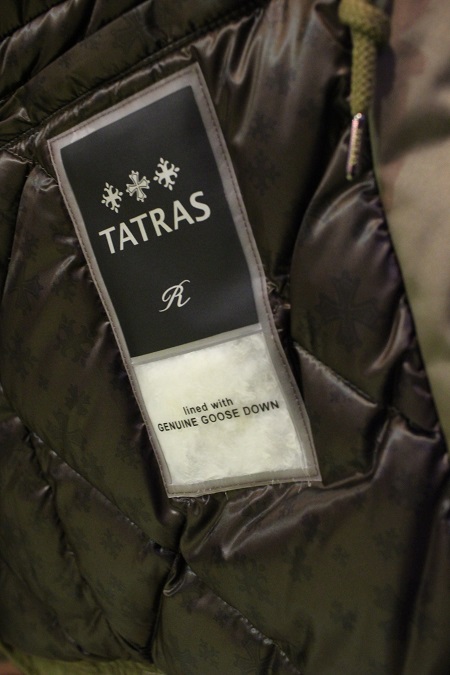 TATRAS
R
lined with
GENUINE GOOSE DOWN